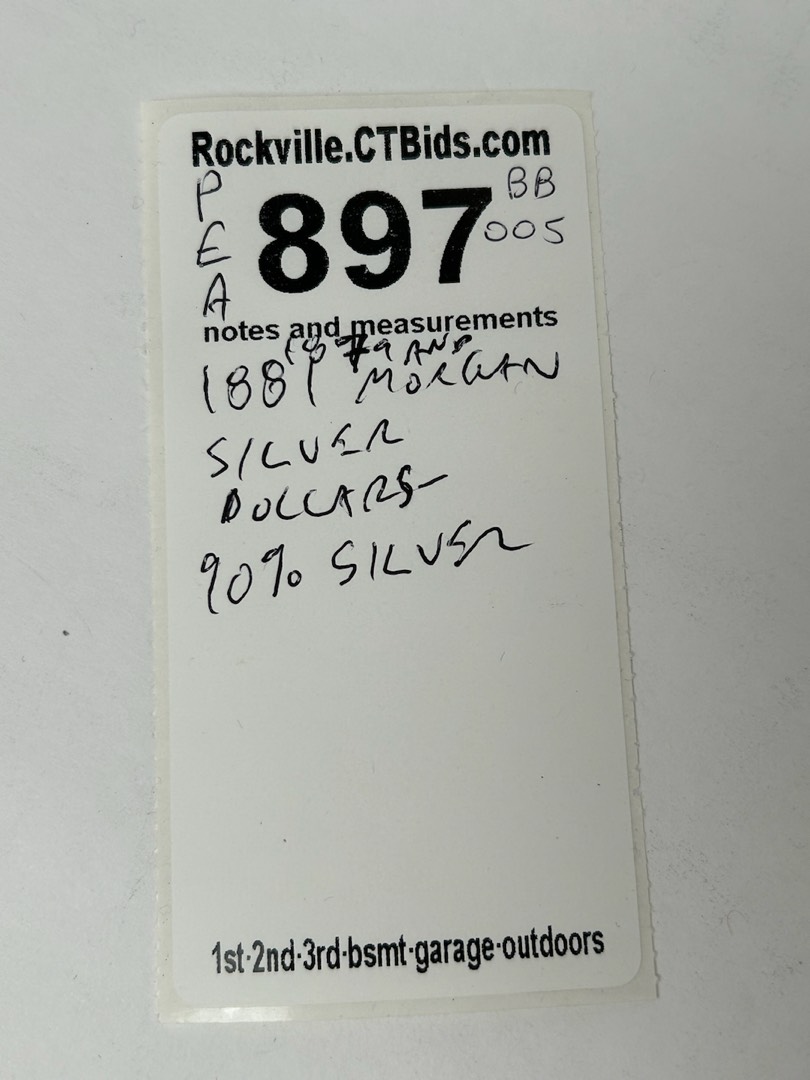 Rockville.CTBids.com
PEA
897
BB
005
notes and measurements
1879 AND
1881 MORGAN
SILVER
DOLLARS
90% SILVER
1st·2nd·3rd·bsmt·garage·outdoors